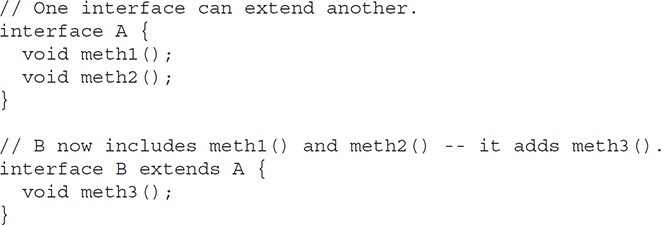 // One interface can extend another.
interface A {
  void meth1();
  void meth2();
}

// B now includes meth1() and meth2() -- it adds meth3().
interface B extends A {
  void meth3();
}